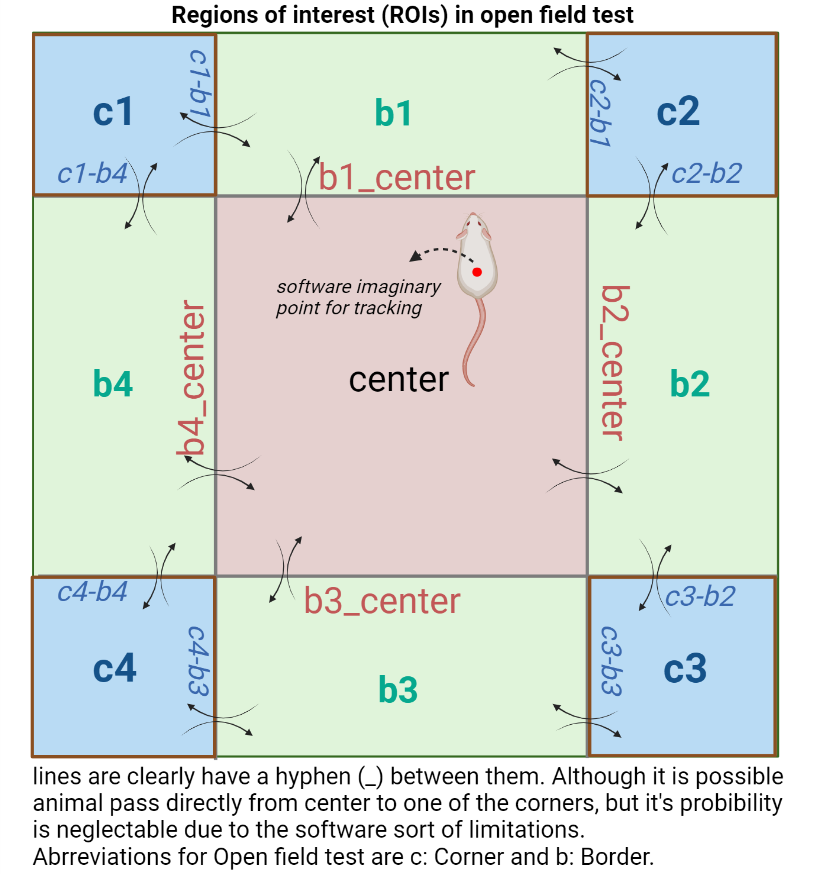 Regions of interest (ROIs) in open field test
c1
c1-b1
b1
c2-b1
c2
c1-b4
b1_center
c2-b2
software imaginary
point for tracking
b4_center
b2_center
b4
center
b2
c4-b4
b3_center
c3-b2
c4
c4-b3
b3
c3-b3
c3
lines are clearly have a hyphen (_) between them. Although it is possible
animal pass directly from center to one of the corners, but it's probibility
is neglectable due to the software sort of limitations.
Abrreviations for Open field test are c: Corner and b: Border.